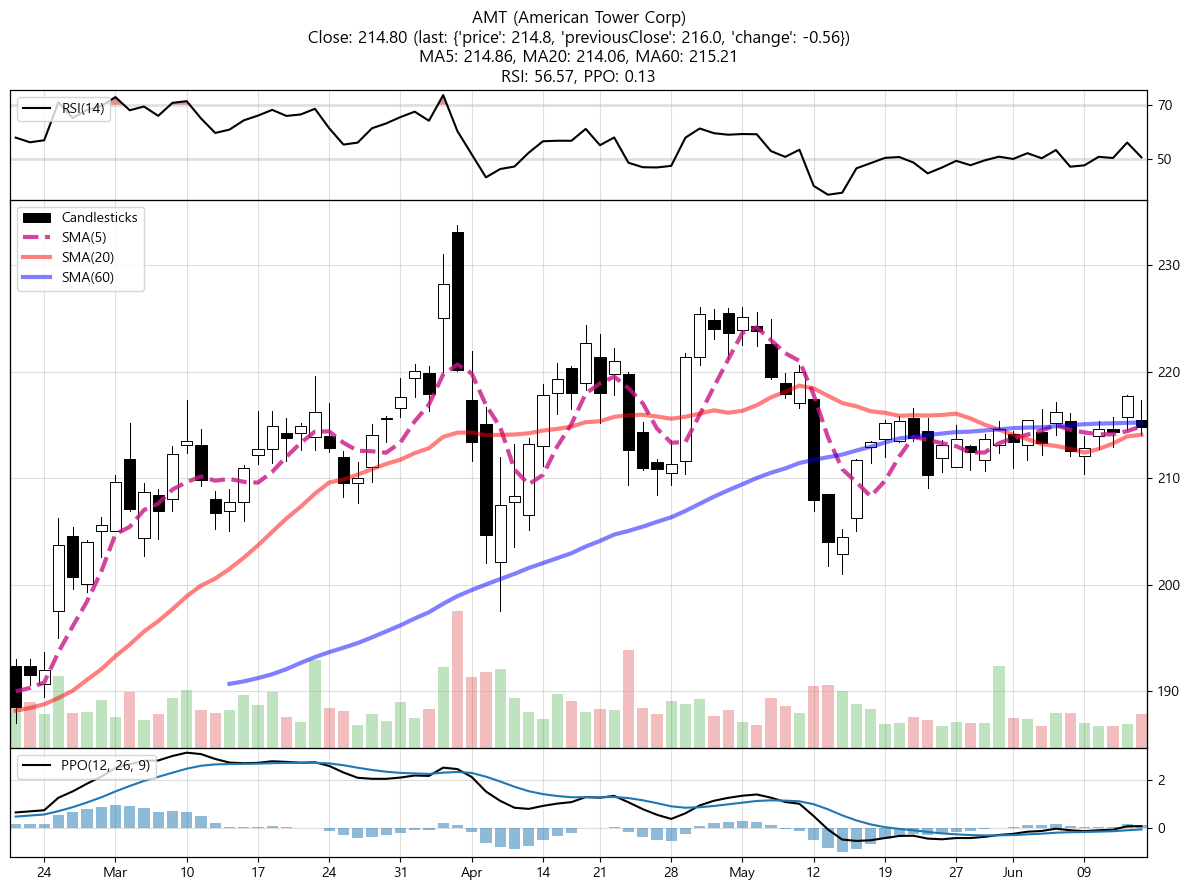 AMT (American Tower Corp)
Close: 214.80 (last: {'price': 214.8, 'previousClose': 216.0, 'change': -0.56})
MA5: 214.86, MA20: 214.06, MA60: 215.21
RSI: 56.57, PPO: 0.13
RSI(14)
70
50
Candlesticks
SMA(5)
SMA(20)
SMA(60)
230
220
210
200
190
PPO(12, 26, 9)
2
0
24 Mar 10 17 24 31 Apr 14 21 28 May 12 19 27 Jun 09